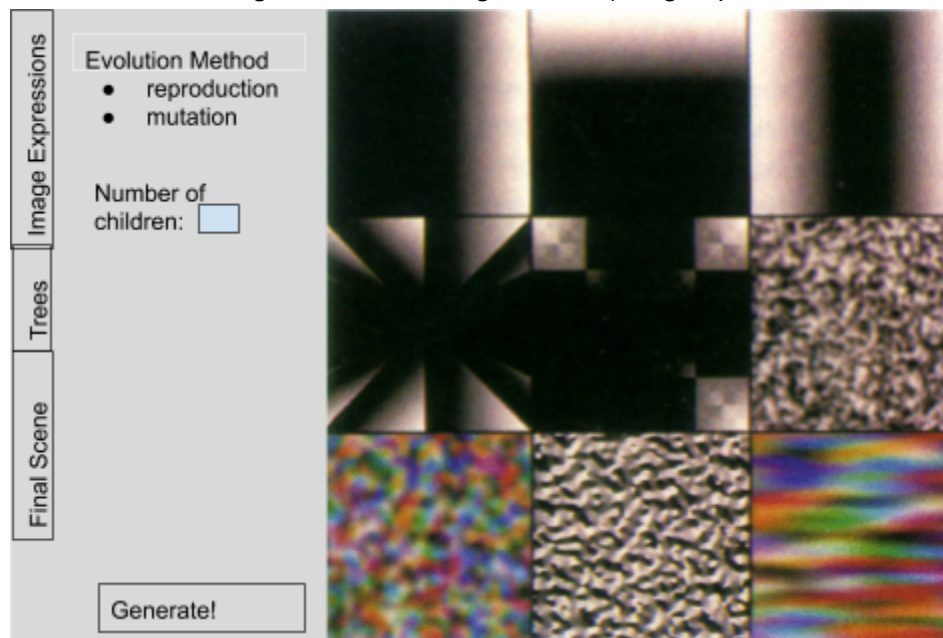 Image Expressions
Trees
Final Scene
Evolution Method
● reproduction
● mutation
Number of
children:
Generate!